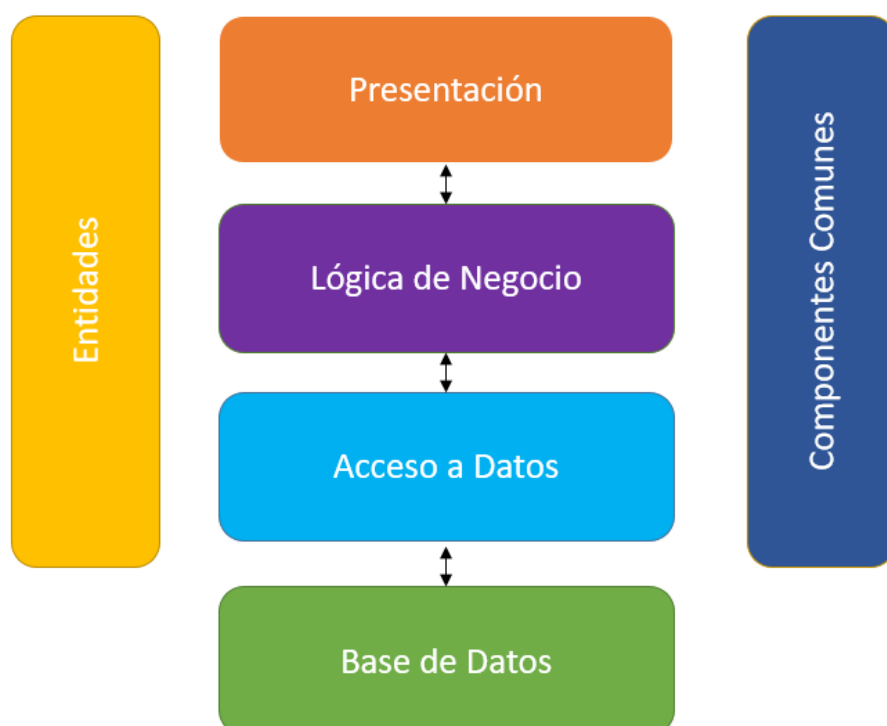 Presentación
Entidades
Componentes Comunes
Lógica de Negocio
Acceso a Datos
Base de Datos